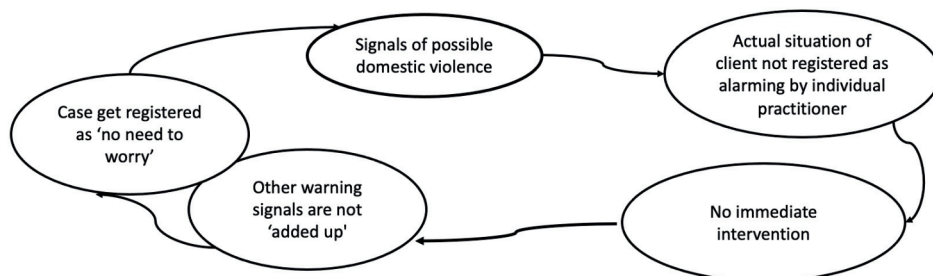 Signals of possible
domestic violence
Actual situation of
client not registered as
alarming by individual
practitioner
No immediate
intervention
Other warning
signals are not
‘added up'
Case get registered
as ‘no need to
worry’